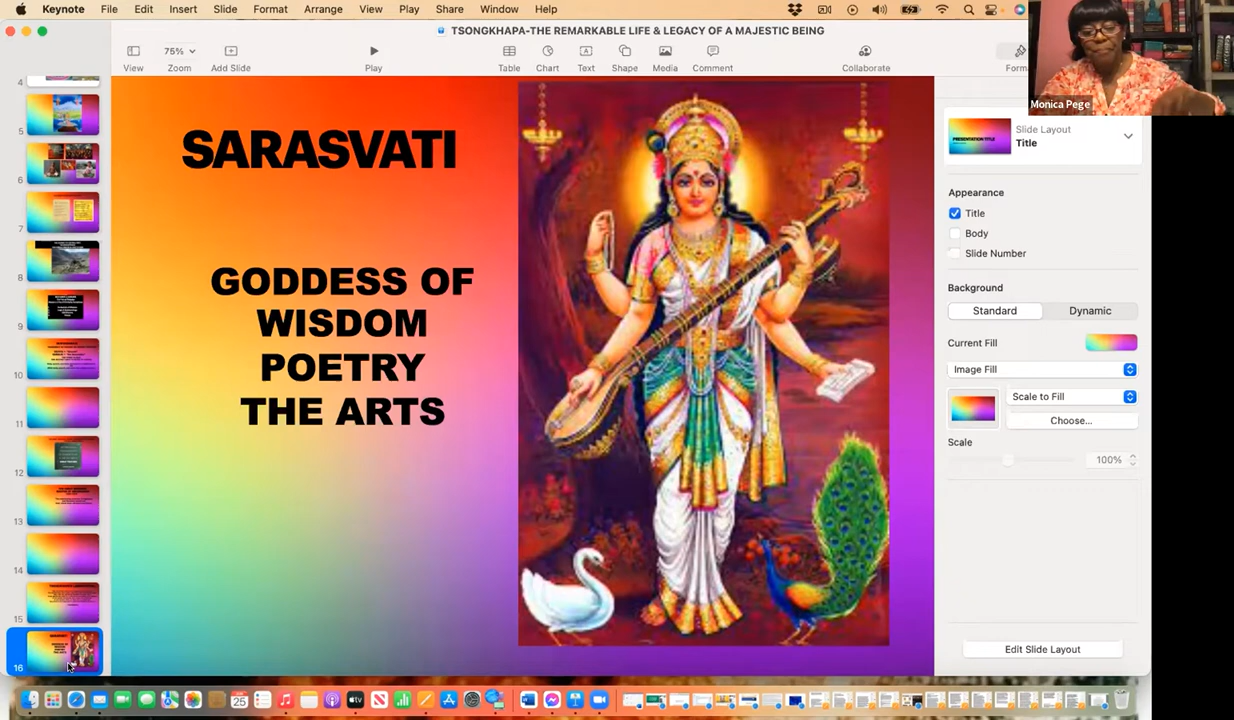 Keynote File Edit Insert Slide Format Arrange View Play Share Window Help
TSONGKHAPA-THE REMARKABLE LIFE & LEGACY OF A MAJESTIC BEING
75%
View Zoom Add Slide Play Table Chart Text Shape Media Comment Collaborate
Monica Pege
4
5
6
7
8
9
10
11
12
13
14
15
16
SARASVATI
GODDESS OF
WISDOM
POETRY
THE ARTS
Slide Layout
Title
Appearance
Title
Body
Slide Number
Background
Standard Dynamic
Current Fill
Image Fill
Scale to Fill
Choose...
Scale
100%
Edit Slide Layout
25